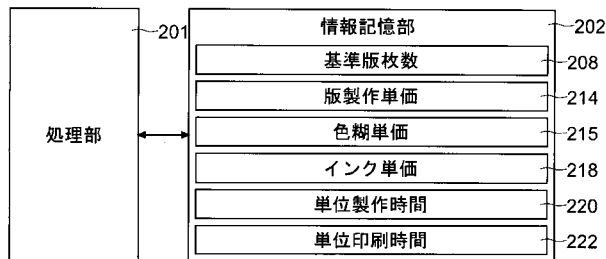 処理部
201
情報記憶部
202
基準版枚数
208
版製作単価
214
色糊単価
215
インク単価
218
単位製作時間
220
単位印刷時間
222